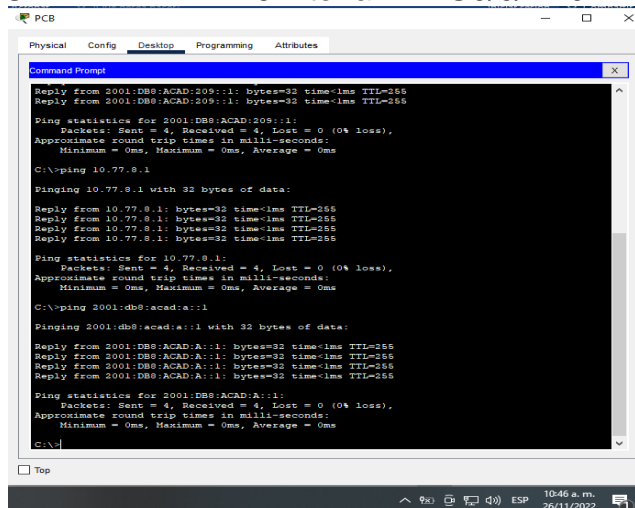 PCB
Physical Config Desktop Programming Attributes
Command Prompt X
Reply from 2001:DB8:ACAD:209::1: bytes=32 time<1ms TTL=255
Reply from 2001:DB8:ACAD:209::1: bytes=32 time<1ms TTL=255
Ping statistics for 2001:DB8:ACAD:209::1:
Packets: Sent = 4, Received = 4, Lost = 0 (0% loss),
Approximate round trip times in milli-seconds:
Minimum = 0ms, Maximum = 0ms, Average = 0ms
C:\>ping 10.77.8.1
Pinging 10.77.8.1 with 32 bytes of data:
Reply from 10.77.8.1: bytes=32 time<1ms TTL=255
Reply from 10.77.8.1: bytes=32 time<1ms TTL=255
Reply from 10.77.8.1: bytes=32 time<1ms TTL=255
Reply from 10.77.8.1: bytes=32 time<1ms TTL=255
Ping statistics for 10.77.8.1:
Packets: Sent = 4, Received = 4, Lost = 0 (0% loss),
Approximate round trip times in milli-seconds:
Minimum = 0ms, Maximum = 0ms, Average = 0ms
C:\>ping 2001:db8:acad:a::1
Pinging 2001:db8:acad:a::1 with 32 bytes of data:
Reply from 2001:DB8:ACAD:A::1: bytes=32 time<1ms TTL=255
Reply from 2001:DB8:ACAD:A::1: bytes=32 time<1ms TTL=255
Reply from 2001:DB8:ACAD:A::1: bytes=32 time<1ms TTL=255
Reply from 2001:DB8:ACAD:A::1: bytes=32 time<1ms TTL=255
Ping statistics for 2001:DB8:ACAD:A::1:
Packets: Sent = 4, Received = 4, Lost = 0 (0% loss),
Approximate round trip times in milli-seconds:
Minimum = 0ms, Maximum = 0ms, Average = 0ms
C:\>
Top
ESP 10:46 a. m.
26/11/2022